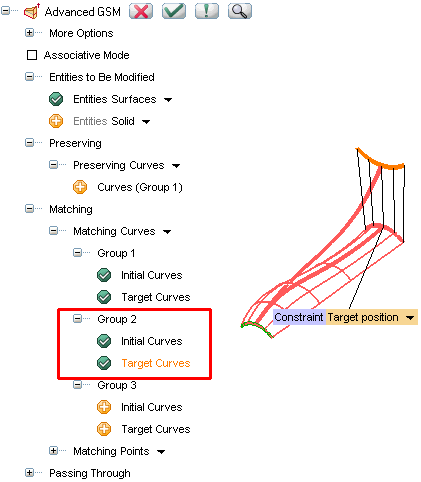 Advanced GSM
More Options
Associative Mode
Entities to Be Modified
Entities Surfaces
Entities Solid
Preserving
Preserving Curves
Curves (Group 1)
Matching
Matching Curves
Group 1
Initial Curves
Target Curves
Group 2
Initial Curves
Target Curves
Group 3
Initial Curves
Target Curves
Matching Points
Passing Through
Constraint Target position